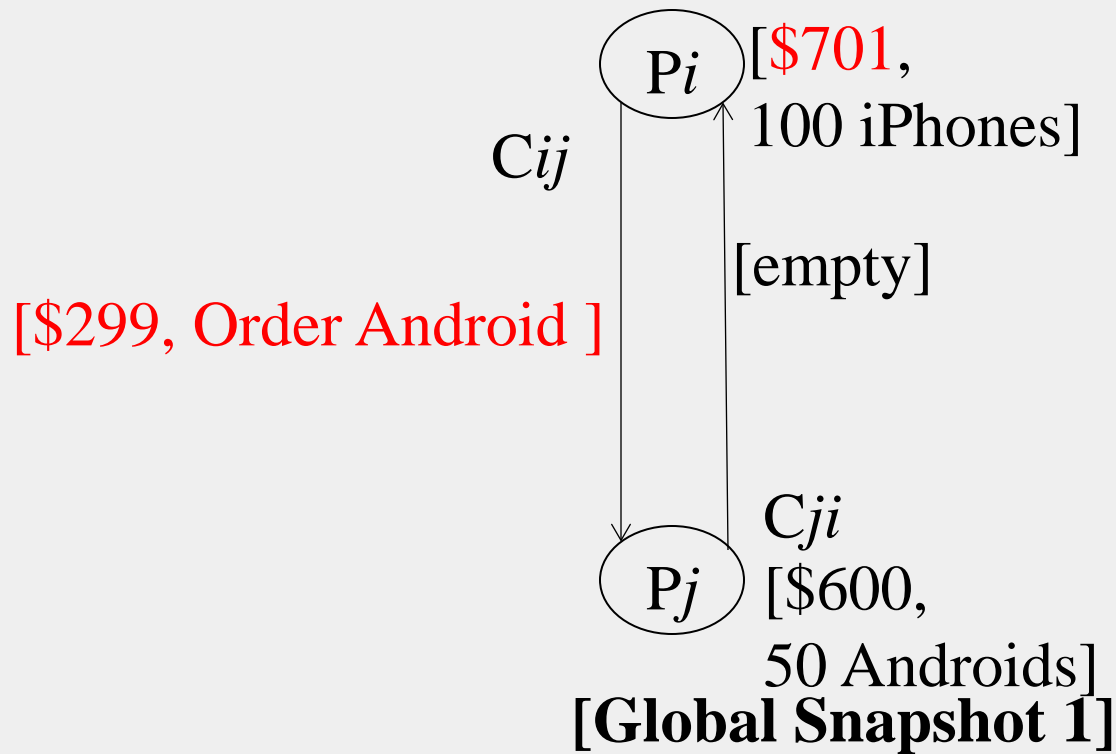 Pi
[$701,
100 iPhones]
Cij
[empty]
[$299, Order Android ]
Cji
Pj
[$600,
50 Androids]
[Global Snapshot 1]